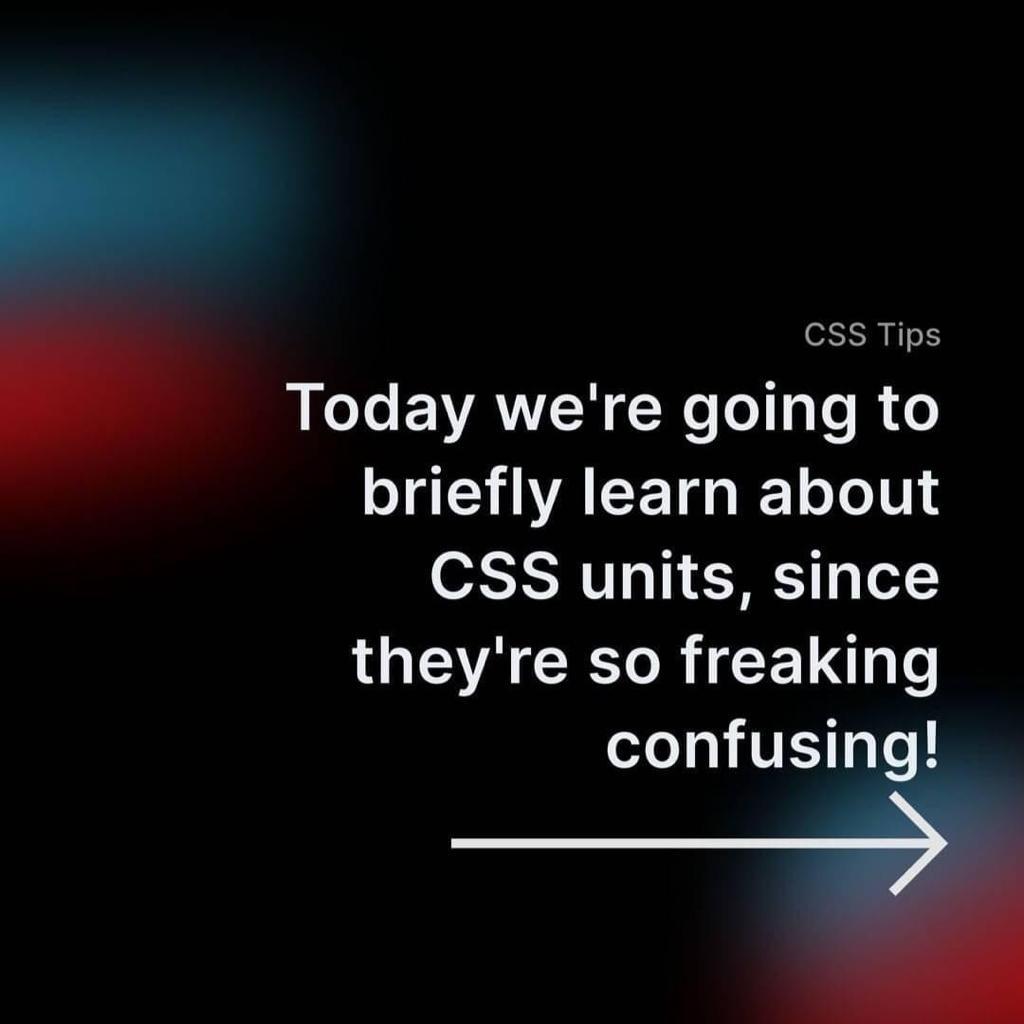 CSS Tips
Today we're going to
briefly learn about
CSS units, since
they're so freaking
confusing!